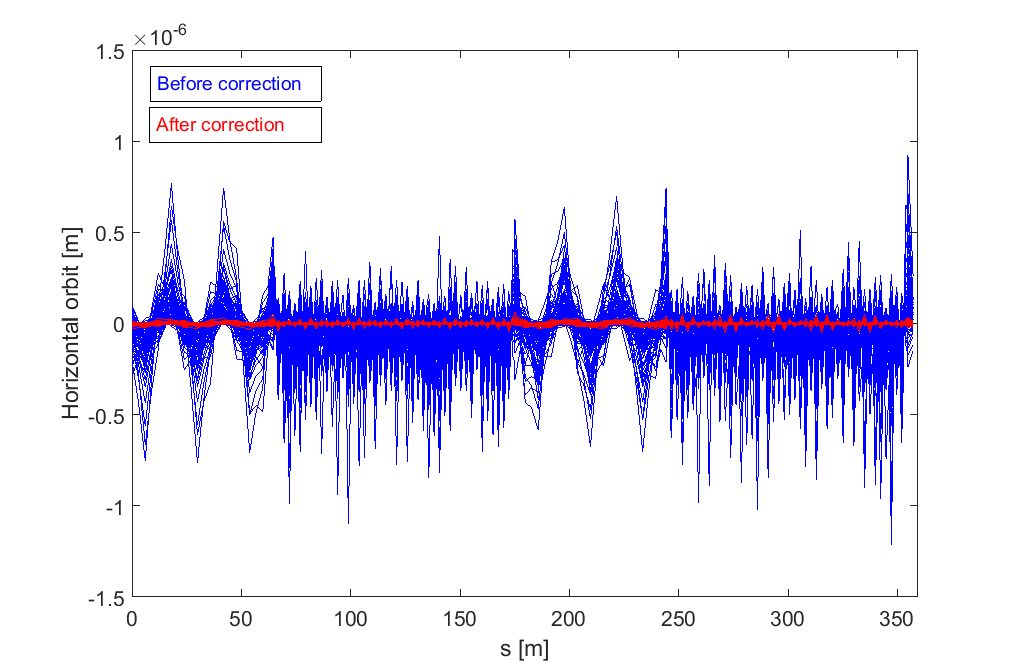 ×10-6
1.5
Before correction
After correction
1
0.5
0
-0.5
-1
-1.5
Horizontal orbit [m]
0 50 100 150 200 250 300 350
s [m]